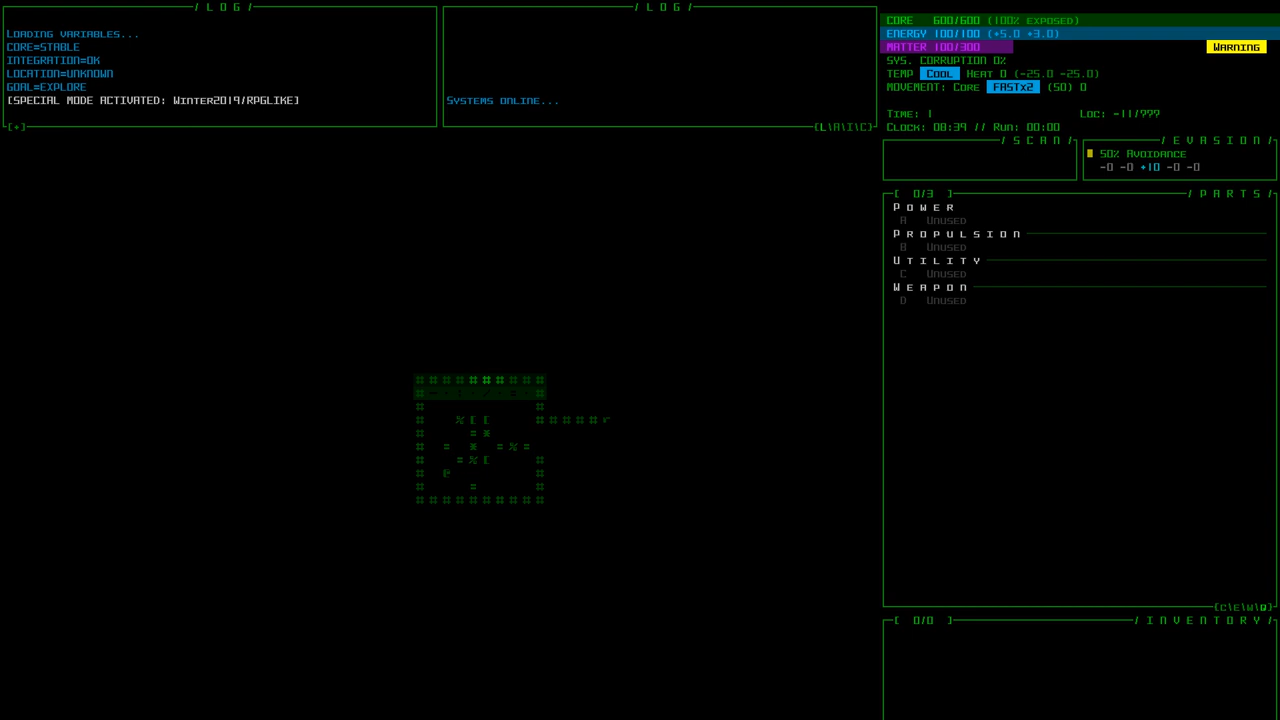 / L O G /
LOADING VARIABLES...
CORE=STABLE
INTEGRATION=OK
LOCATION=UNKNOWN
GOAL=EXPLORE
[SPECIAL MODE ACTIVATED: WINTER2019/RPGLIKE]
[+]
/ L O G /
SYSTEMS ONLINE...
(L\A\I\C)
CORE 600/600 (100% EXPOSED)
ENERGY 100/100 (+5.0 +3.0)
MATTER 100/300 WARNING
SYS. CORRUPTION 0%
TEMP COOL HEAT 0 (-25.0 -25.0)
MOVEMENT: CORE FASTx2 (50) 0
TIME: 1 LOC: -11/???
CLOCK: 08:39 // RUN: 00:00
/ S C A N /
/ E V A S I O N /
50% AVOIDANCE
-0 -0 +10 -0 -0
[ 0/3 ] / P A R T S /
P O W E R
A UNUSED
P R O P U L S I O N
B UNUSED
U T I L I T Y
C UNUSED
W E A P O N
D UNUSED
(C\E\W\Q)
[ 0/0 ] / I N V E N T O R Y /